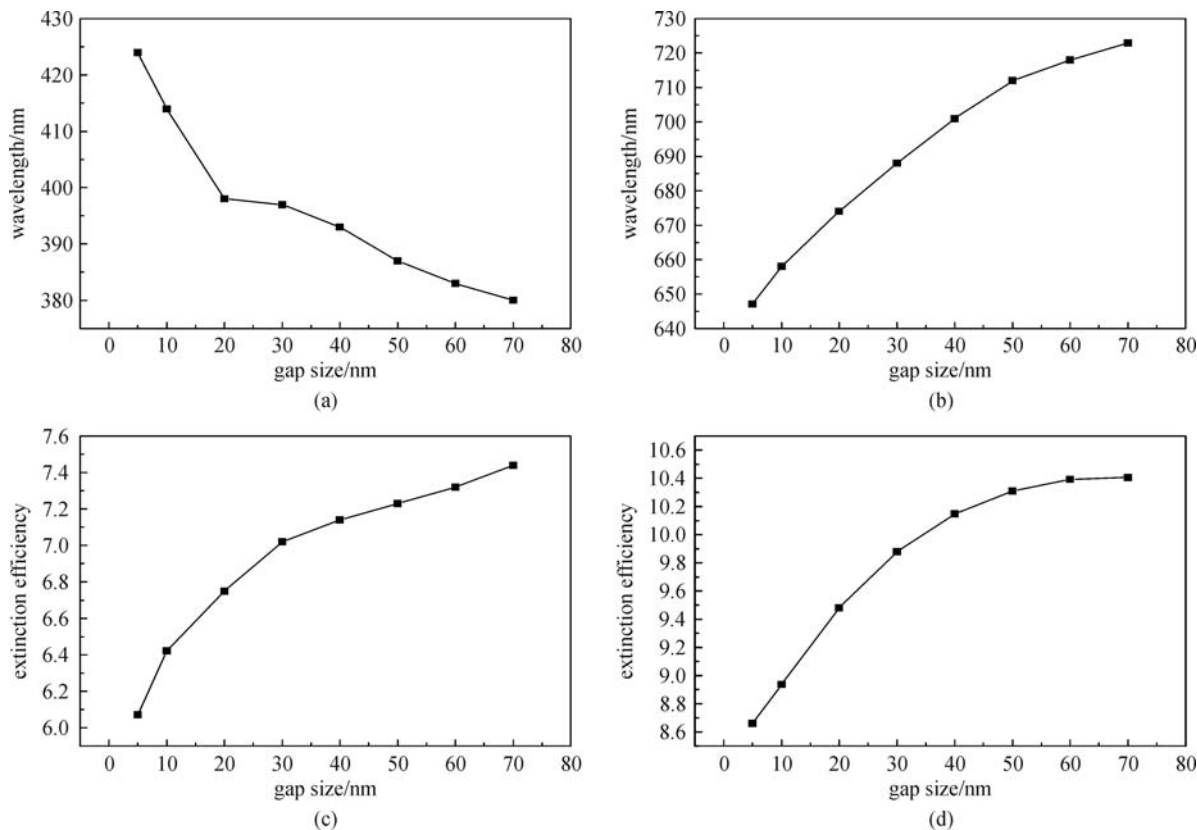 430
420
410
400
390
380
wavelength/nm
0 10 20 30 40 50 60 70 80
gap size/nm
(a)
730
720
710
700
690
680
670
660
650
640
wavelength/nm
0 10 20 30 40 50 60 70 80
gap size/nm
(b)
7.6
7.4
7.2
7.0
6.8
6.6
6.4
6.2
6.0
extinction efficiency
0 10 20 30 40 50 60 70 80
gap size/nm
(c)
10.6
10.4
10.2
10.0
9.8
9.6
9.4
9.2
9.0
8.8
8.6
extinction efficiency
0 10 20 30 40 50 60 70 80
gap size/nm
(d)